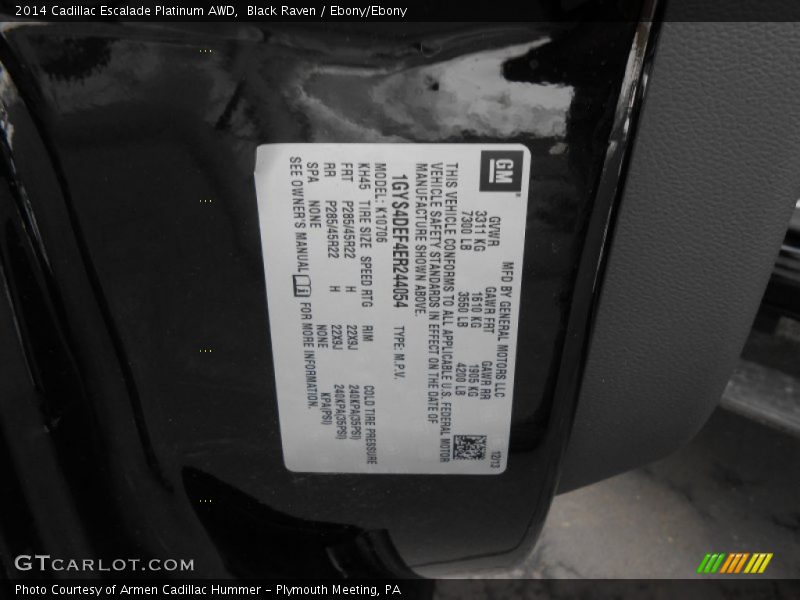 2014 Cadillac Escalade Platinum AWD, Black Raven / Ebony/Ebony
GM
MFD BY GENERAL MOTORS LLC 12/13
GVWR GAWR FRT GAWR RR
3311 KG 1610 KG 1905 KG
7300 LB 3550 LB 4200 LB
THIS VEHICLE CONFORMS TO ALL APPLICABLE U.S. FEDERAL MOTOR
VEHICLE SAFETY STANDARDS IN EFFECT ON THE DATE OF
MANUFACTURE SHOWN ABOVE.
1GYS4DEF4ER244054 TYPE: M.P.V.
MODEL: K10706
KH45 TIRE SIZE SPEED RTG RIM COLD TIRE PRESSURE
FRT P285/45R22 H 22X9J 240KPA(35PSI)
RR P285/45R22 H 22X9J 240KPA(35PSI)
SPA NONE NONE KPA(PSI)
SEE OWNER'S MANUAL i FOR MORE INFORMATION.
GTCARLOT.COM
Photo Courtesy of Armen Cadillac Hummer - Plymouth Meeting, PA